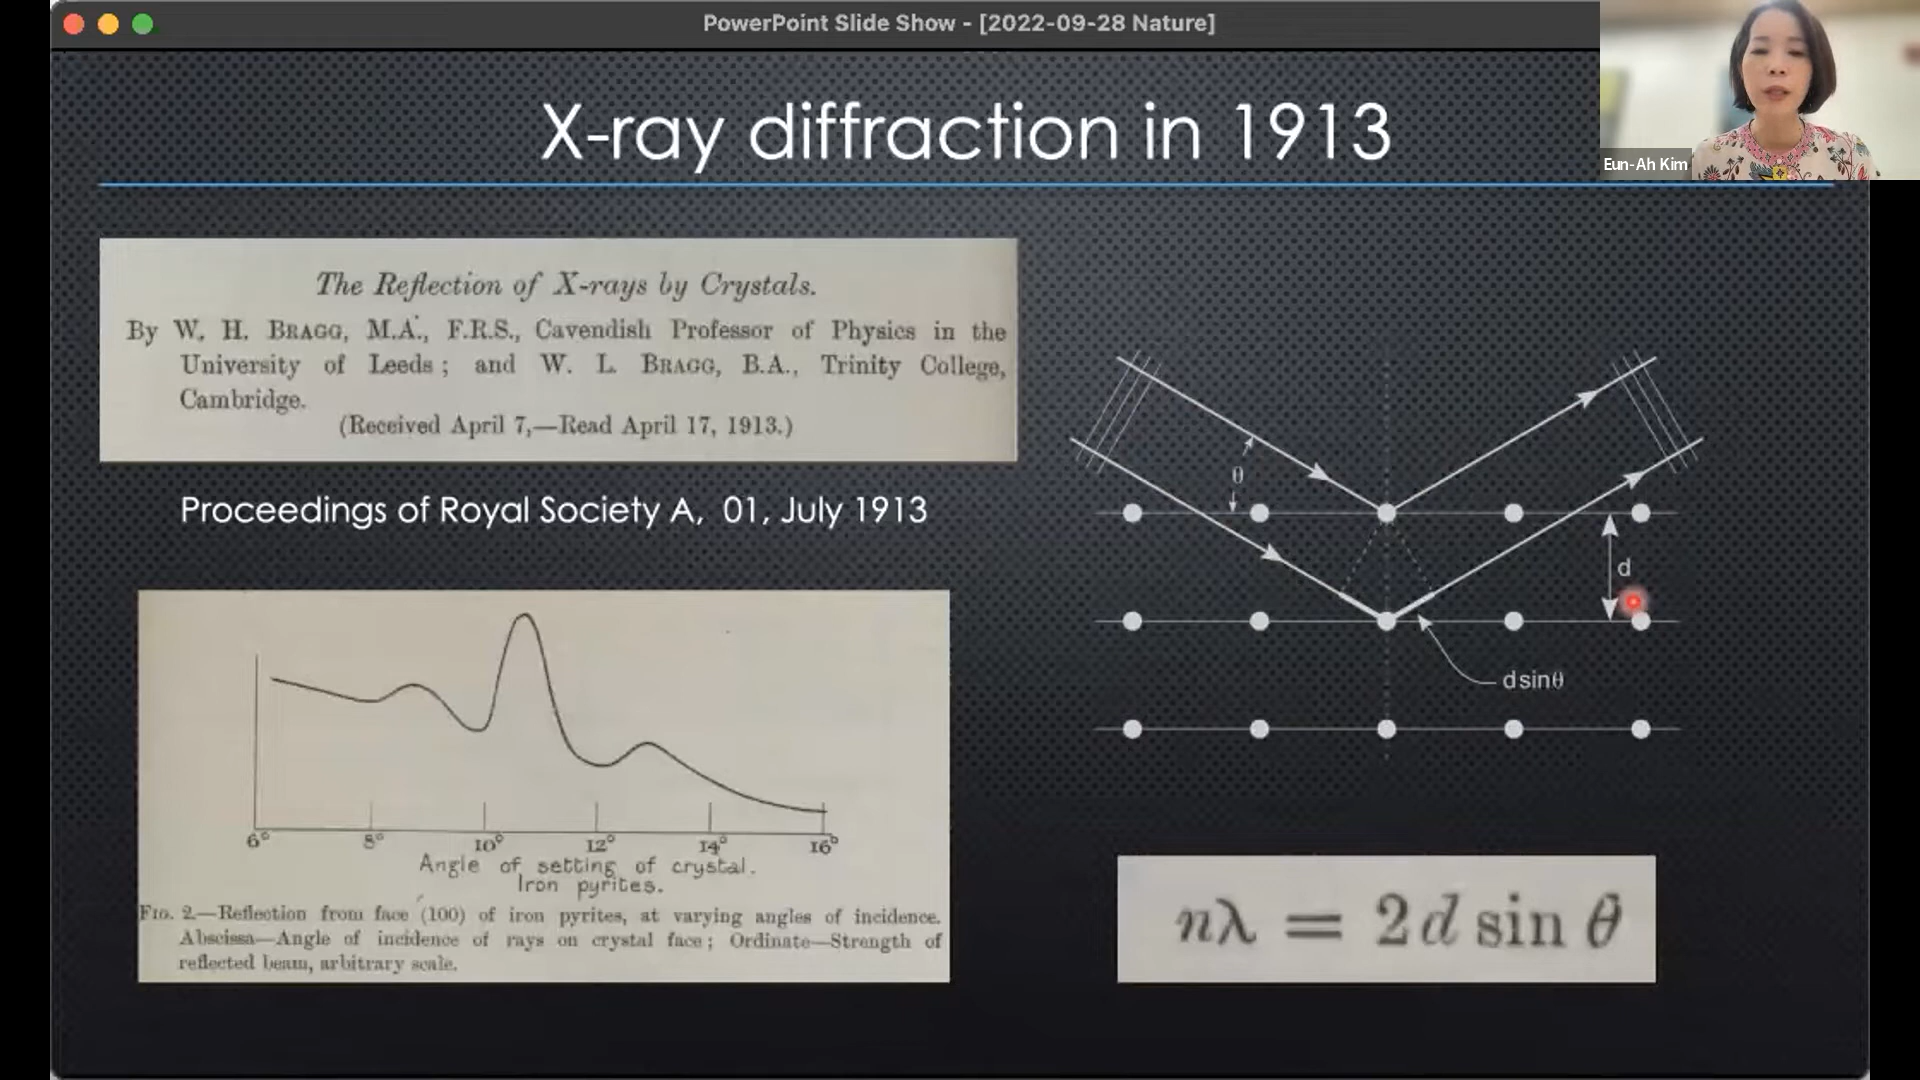 PowerPoint Slide Show - [2022-09-28 Nature]
Eun-Ah Kim
X-ray diffraction in 1913
The Reflection of X-rays by Crystals.
By W. H. BRAGG, M.A., F.R.S., Cavendish Professor of Physics in the
University of Leeds; and W. L. BRAGG, B.A., Trinity College,
Cambridge.
(Received April 7,—Read April 17, 1913.)
Proceedings of Royal Society A, 01, July 1913
6° 8° 10° 12° 14° 16°
Angle of setting of crystal.
Iron pyrites.
FIG. 2.—Reflection from face (100) of iron pyrites, at varying angles of incidence.
Abscissa—Angle of incidence of rays on crystal face; Ordinate—Strength of
reflected beam, arbitrary scale.
θ
d
dsinθ
nλ = 2d sin θ